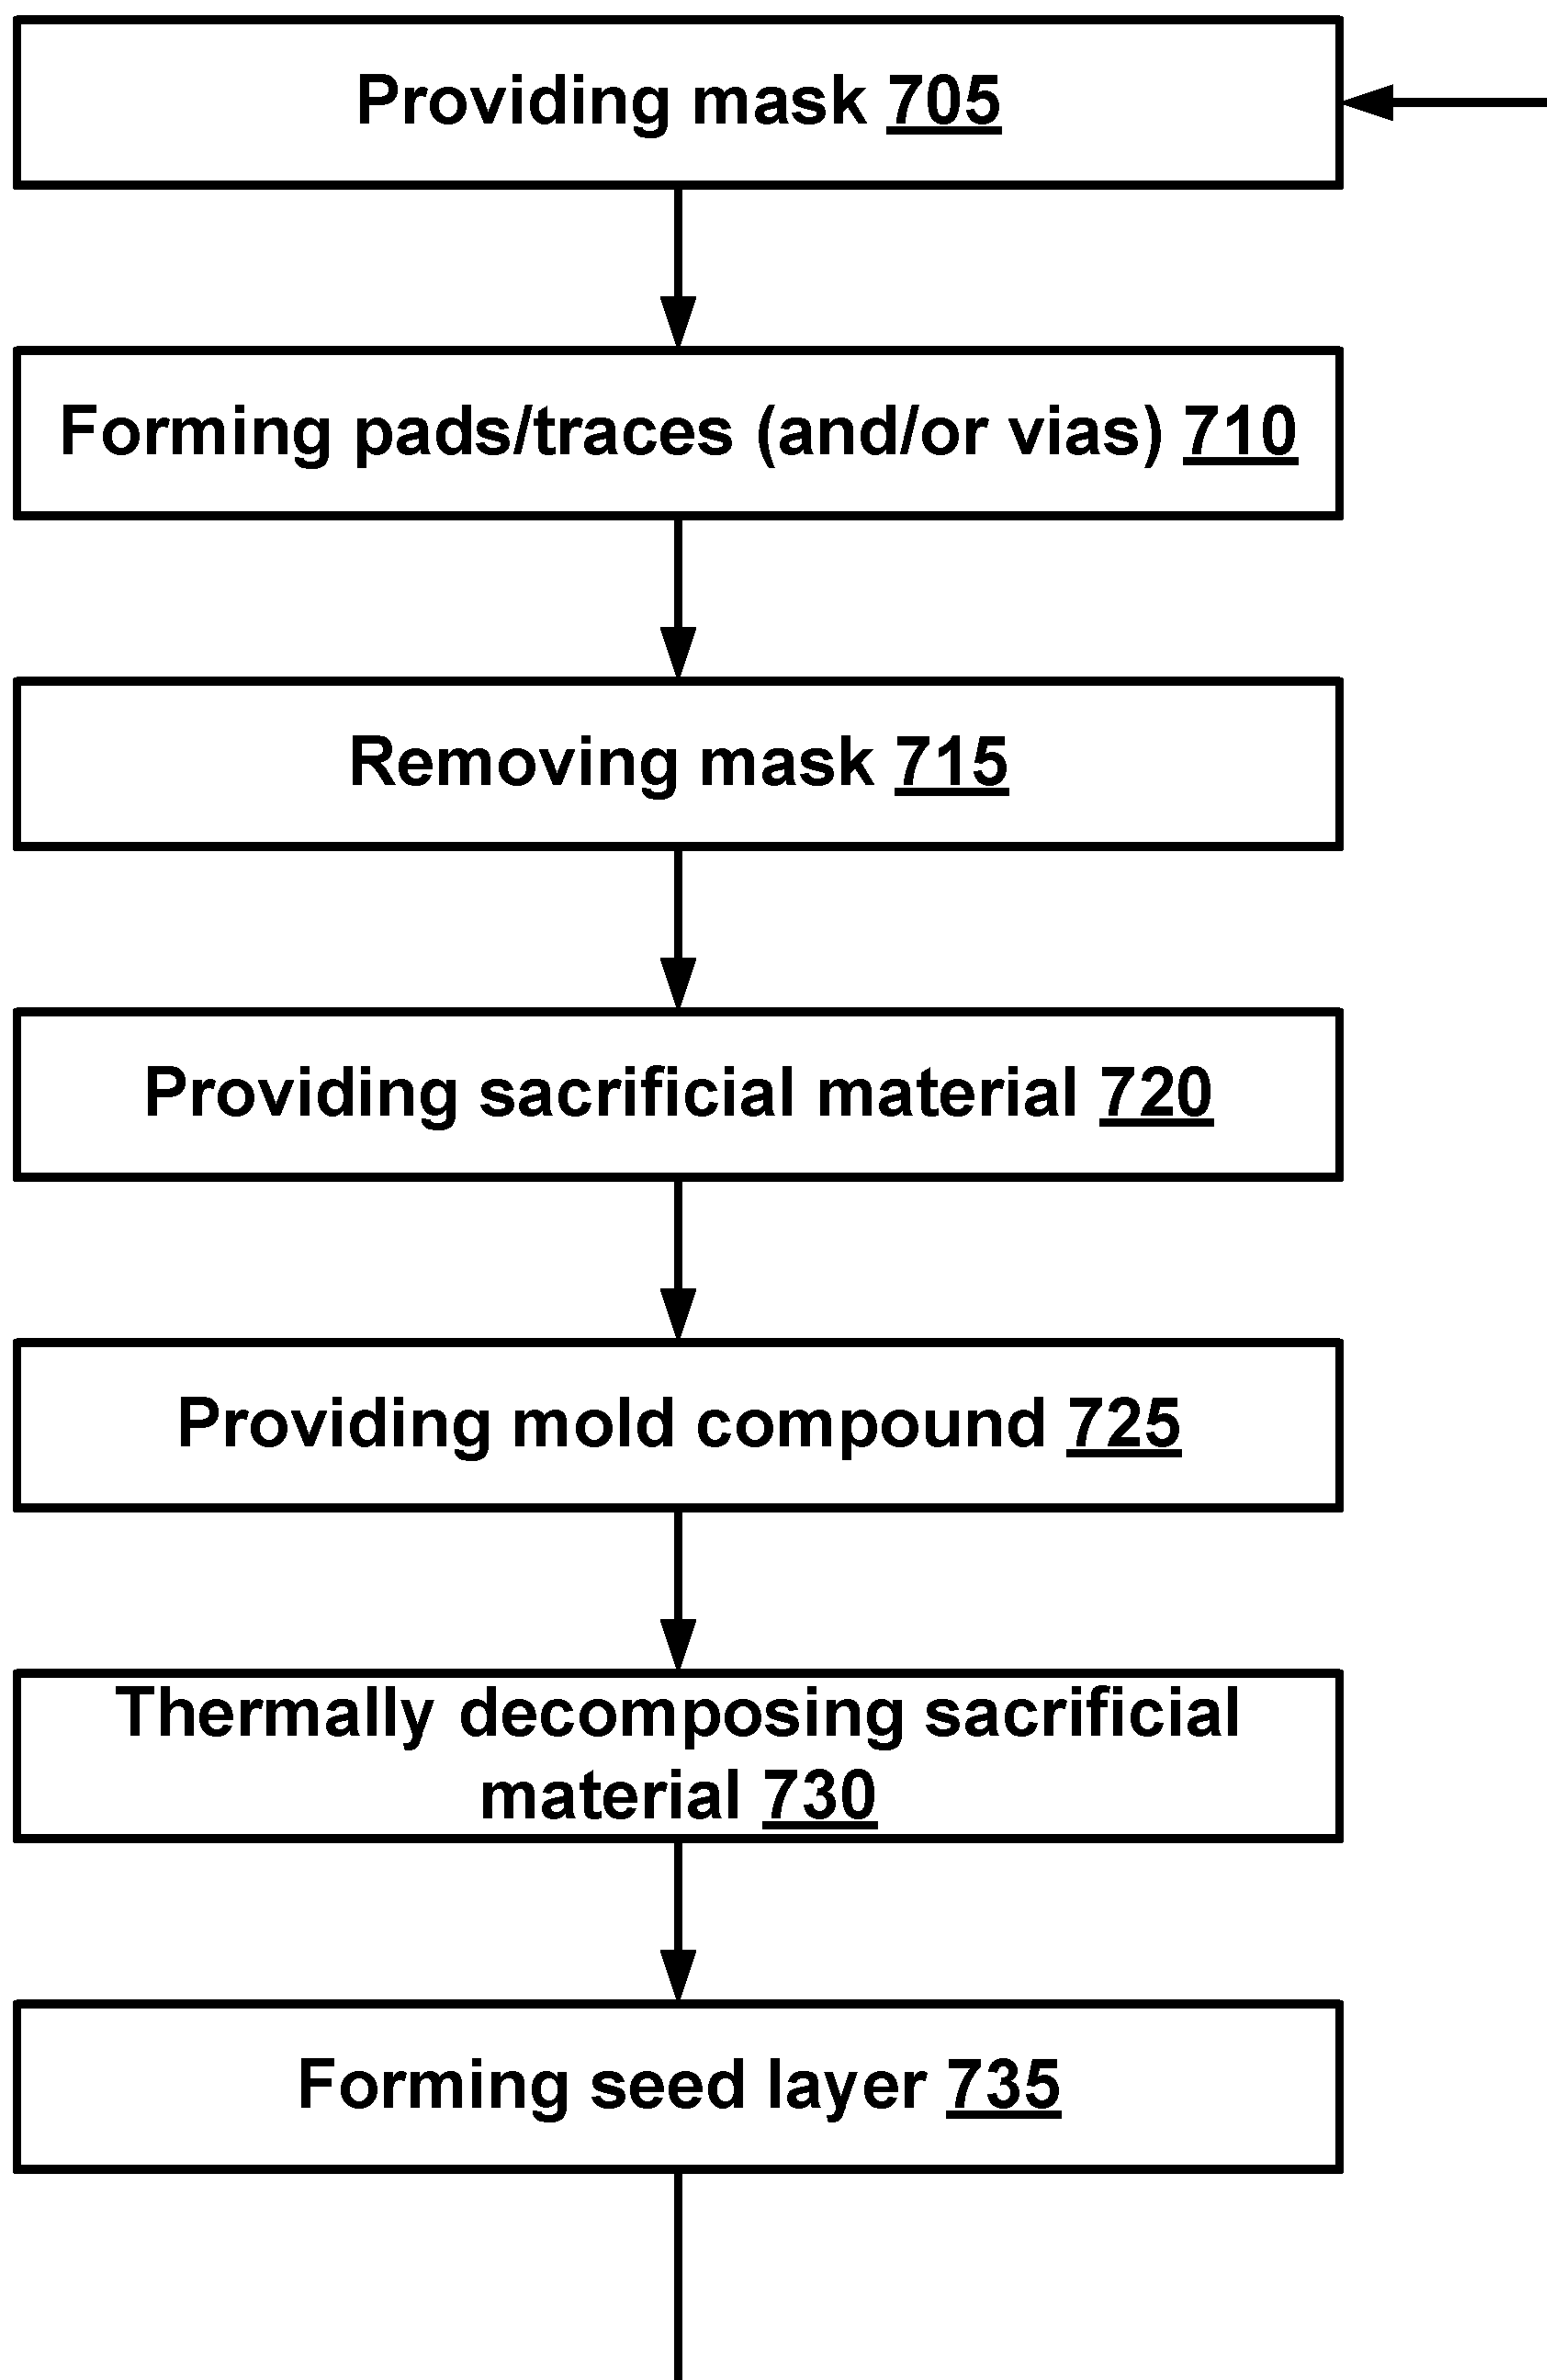 Providing mask 705
Forming pads/traces (and/or vias) 710
Removing mask 715
Providing sacrificial material 720
Providing mold compound 725
Thermally decomposing sacrificial
material 730
Forming seed layer 735